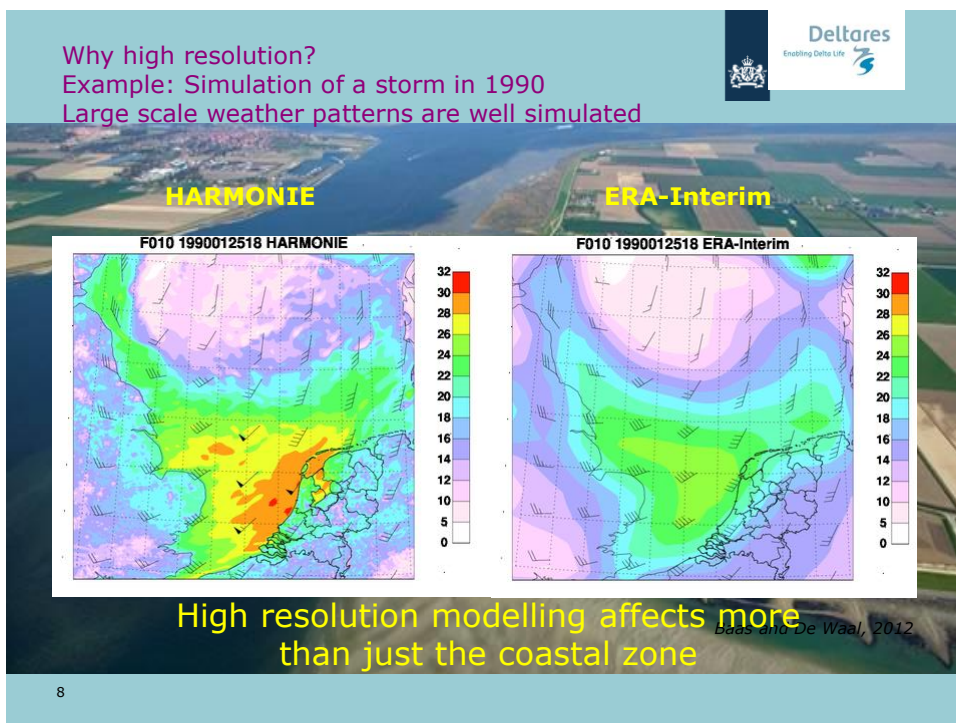 Why high resolution?
Example: Simulation of a storm in 1990
Large scale weather patterns are well simulated
Deltares
Enabling Delta Life
HARMONIE
ERA-Interim
F010 1990012518 HARMONIE
32
30
28
26
24
22
20
18
16
14
12
10
5
0
F010 1990012518 ERA-Interim
32
30
28
26
24
22
20
18
16
14
12
10
5
0
High resolution modelling affects more
than just the coastal zone
Baas and De Waal, 2012
8